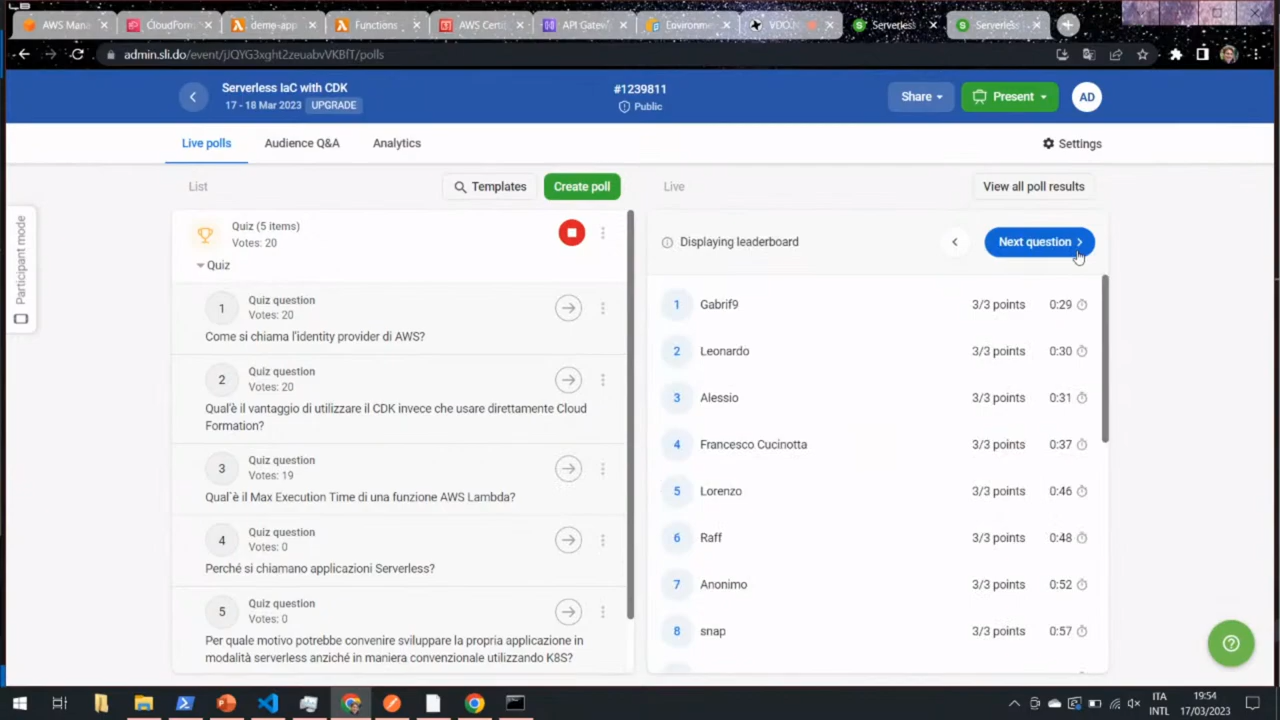 AWS Mana
CloudForm
demo-app
Functions
AWS Certi
API Gatew
Environme
VDO.N
Serverless
Serverless
admin.sli.do/event/jJQYG3xght2zeuabvVKBfT/polls
Serverless IaC with CDK
17 - 18 Mar 2023 UPGRADE
#1239811
Public
Share
Present
AD
Live polls
Audience Q&A
Analytics
Settings
List
Templates
Create poll
Live
View all poll results
Participant mode
Quiz (5 items)
Votes: 20
Quiz
1
Quiz question
Votes: 20
Come si chiama l'identity provider di AWS?
2
Quiz question
Votes: 20
Qual'è il vantaggio di utilizzare il CDK invece che usare direttamente Cloud
Formation?
3
Quiz question
Votes: 19
Qual`è il Max Execution Time di una funzione AWS Lambda?
4
Quiz question
Votes: 0
Perché si chiamano applicazioni Serverless?
5
Quiz question
Votes: 0
Per quale motivo potrebbe convenire sviluppare la propria applicazione in
modalità serverless anziché in maniera convenzionale utilizzando K8S?
Displaying leaderboard
Next question
1 Gabrif9 3/3 points 0:29
2 Leonardo 3/3 points 0:30
3 Alessio 3/3 points 0:31
4 Francesco Cucinotta 3/3 points 0:37
5 Lorenzo 3/3 points 0:46
6 Raff 3/3 points 0:48
7 Anonimo 3/3 points 0:52
8 snap 3/3 points 0:57
ITA
INTL
19:54
17/03/2023